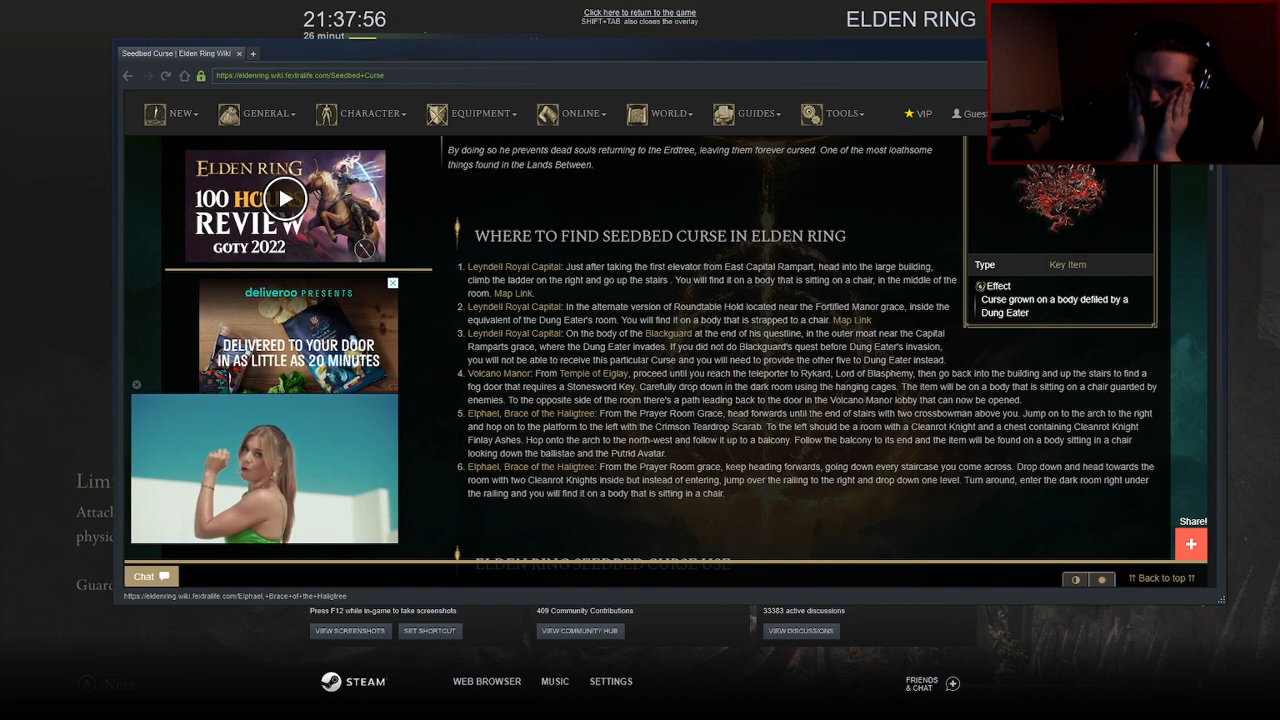 21:37:56
26 minut
Click here to return to the game
SHIFT+TAB also closes the overlay
ELDEN RING
Seedbed Curse | Elden Ring Wiki
https://eldenring.wiki.fextralife.com/Seedbed+Curse
NEW
GENERAL
CHARACTER
EQUIPMENT
ONLINE
WORLD
GUIDES
TOOLS
VIP
Guest
By doing so he prevents dead souls returning to the Erdtree, leaving them forever cursed. One of the most loathsome
things found in the Lands Between.
ELDEN RING
100 HOURS
REVIEW
GOTY 2022
deliveroo PRESENTS
DELIVERED TO YOUR DOOR
IN AS LITTLE AS 20 MINUTES
WHERE TO FIND SEEDBED CURSE IN ELDEN RING
1. Leyndell Royal Capital: Just after taking the first elevator from East Capital Rampart, head into the large building,
climb the ladder on the right and go up the stairs . You will find it on a body that is sitting on a chair, in the middle of the
room. Map Link.
2. Leyndell Royal Capital: In the alternate version of Roundtable Hold located near the Fortified Manor grace, inside the
equivalent of the Dung Eater's room. You will find it on a body that is strapped to a chair. Map Link
3. Leyndell Royal Capital: On the body of the Blackguard at the end of his questline, in the outer moat near the Capital
Ramparts grace, where the Dung Eater invades. If you did not do Blackguard's quest before Dung Eater's invasion,
you will not be able to receive this particular Curse and you will need to provide the other five to Dung Eater instead.
4. Volcano Manor: From Temple of Eiglay, proceed until you reach the teleporter to Rykard, Lord of Blasphemy, then go back into the building and up the stairs to find a
fog door that requires a Stonesword Key. Carefully drop down in the dark room using the hanging cages. The item will be on a body that is sitting on a chair guarded by
enemies. To the opposite side of the room there's a path leading back to the door in the Volcano Manor lobby that can now be opened.
5. Elphael, Brace of the Haligtree: From the Prayer Room Grace, head forwards until the end of stairs with two crossbowman above you. Jump on to the arch to the right
and hop on to the platform to the left with the Crimson Teardrop Scarab. To the left should be a room with a Cleanrot Knight and a chest containing Cleanrot Knight
Finlay Ashes. Hop onto the arch to the north-west and follow it up to a balcony. Follow the balcony to its end and the item will be found on a body sitting in a chair
looking down the ballistae and the Putrid Avatar.
6. Elphael, Brace of the Haligtree: From the Prayer Room grace, keep heading forwards, going down every staircase you come across. Drop down and head towards the
room with two Cleanrot Knights inside but instead of entering, jump over the railing to the right and drop down one level. Turn around, enter the dark room right under
the railing and you will find it on a body that is sitting in a chair.
Type
Key Item
Effect
Curse grown on a body defiled by a
Dung Eater
ELDEN RING SEEDBED CURSE USE
Share!
Chat
Back to top
https://eldenring.wiki.fextralife.com/Elphael,+Brace+of+the+Haligtree
Attac
physic
Guard
Press F12 while in-game to take screenshots
VIEW SCREENSHOTS
SET SHORTCUT
409 Community Contributions
VIEW COMMUNITY HUB
33383 active discussions
VIEW DISCUSSIONS
Next
STEAM
WEB BROWSER
MUSIC
SETTINGS
FRIENDS
& CHAT